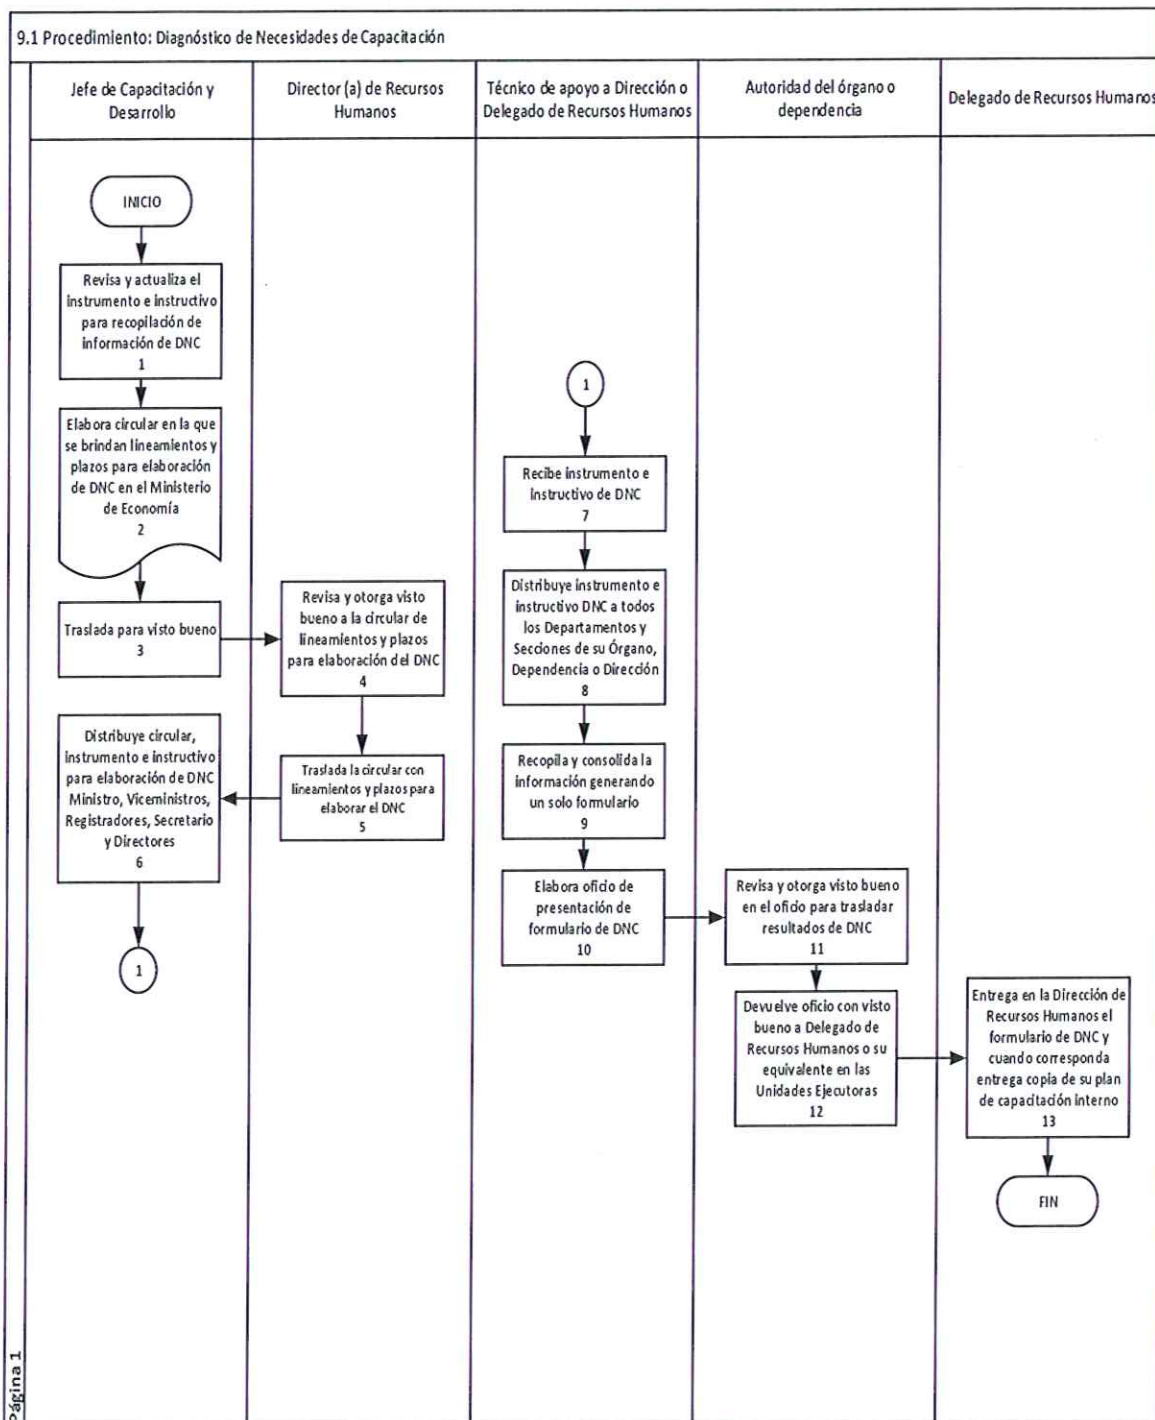 9.1 Procedimiento: Diagnóstico de Necesidades de Capacitación
Jefe de Capacitación y
Desarrollo
Director (a) de Recursos
Humanos
Técnico de apoyo a Dirección o
Delegado de Recursos Humanos
Autoridad del órgano o
dependencia
Delegado de Recursos Humanos
INICIO
Revisa y actualiza el
instrumento e instructivo
para recopilación de
información de DNC
1
Elabora circular en la que
se brindan lineamientos y
plazos para elaboración
de DNC en el Ministerio
de Economía
2
Traslada para visto bueno
3
Revisa y otorga visto
bueno a la circular de
lineamientos y plazos
para elaboración del DNC
4
Traslada la circular con
lineamientos y plazos para
elaborar el DNC
5
Distribuye circular,
instrumento e instructivo
para elaboración de DNC
Ministro, Viceministros,
Registradores, Secretario
y Directores
6
1
1
Recibe instrumento e
instructivo de DNC
7
Distribuye instrumento e
instructivo DNC a todos
los Departamentos y
Secciones de su Órgano,
Dependencia o Dirección
8
Recopila y consolida la
información generando
un solo formulario
9
Elabora oficio de
presentación de
formulario de DNC
10
Revisa y otorga visto bueno
en el oficio para trasladar
resultados de DNC
11
Devuelve oficio con visto
bueno a Delegado de
Recursos Humanos o su
equivalente en las
Unidades Ejecutoras
12
Entrega en la Dirección de
Recursos Humanos el
formulario de DNC y
cuando corresponda
entrega copia de su plan
de capacitación interno
13
FIN
Página 1